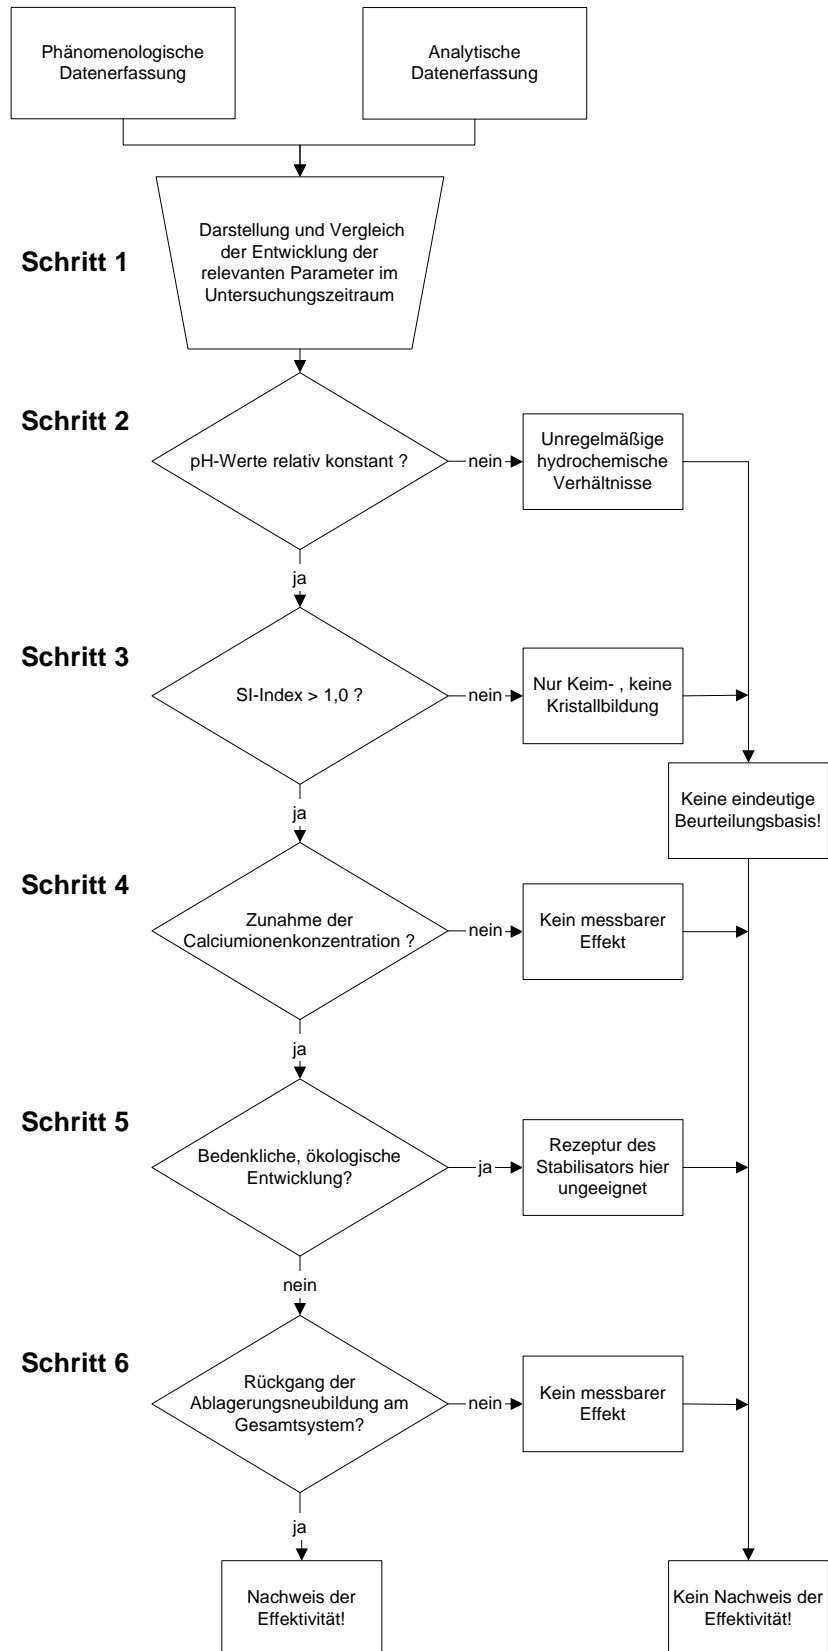 Phänomenologische
Datenerfassung
Analytische
Datenerfassung
Schritt 1
Darstellung und Vergleich
der Entwicklung der
relevanten Parameter im
Untersuchungszeitraum
Schritt 2
pH-Werte relativ konstant ?
nein
Unregelmäßige
hydrochemische
Verhältnisse
ja
Schritt 3
SI-Index > 1,0 ?
nein
Nur Keim- , keine
Kristallbildung
ja
Keine eindeutige
Beurteilungsbasis!
Schritt 4
Zunahme der
Calciumionenkonzentration ?
nein
Kein messbarer
Effekt
ja
Schritt 5
Bedenkliche, ökologische
Entwicklung?
ja
Rezeptur des
Stabilisators hier
ungeeignet
nein
Schritt 6
Rückgang der
Ablagerungsneubildung am
Gesamtsystem?
nein
Kein messbarer
Effekt
ja
Nachweis der
Effektivität!
Kein Nachweis der
Effektivität!